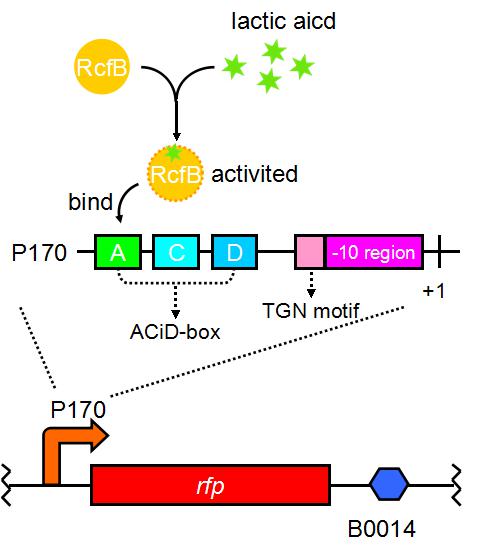 lactic aicd
RcfB
RcfB activited
bind
P170 A C D -10 region
+1
TGN motif
ACiD-box
P170
rfp
B0014